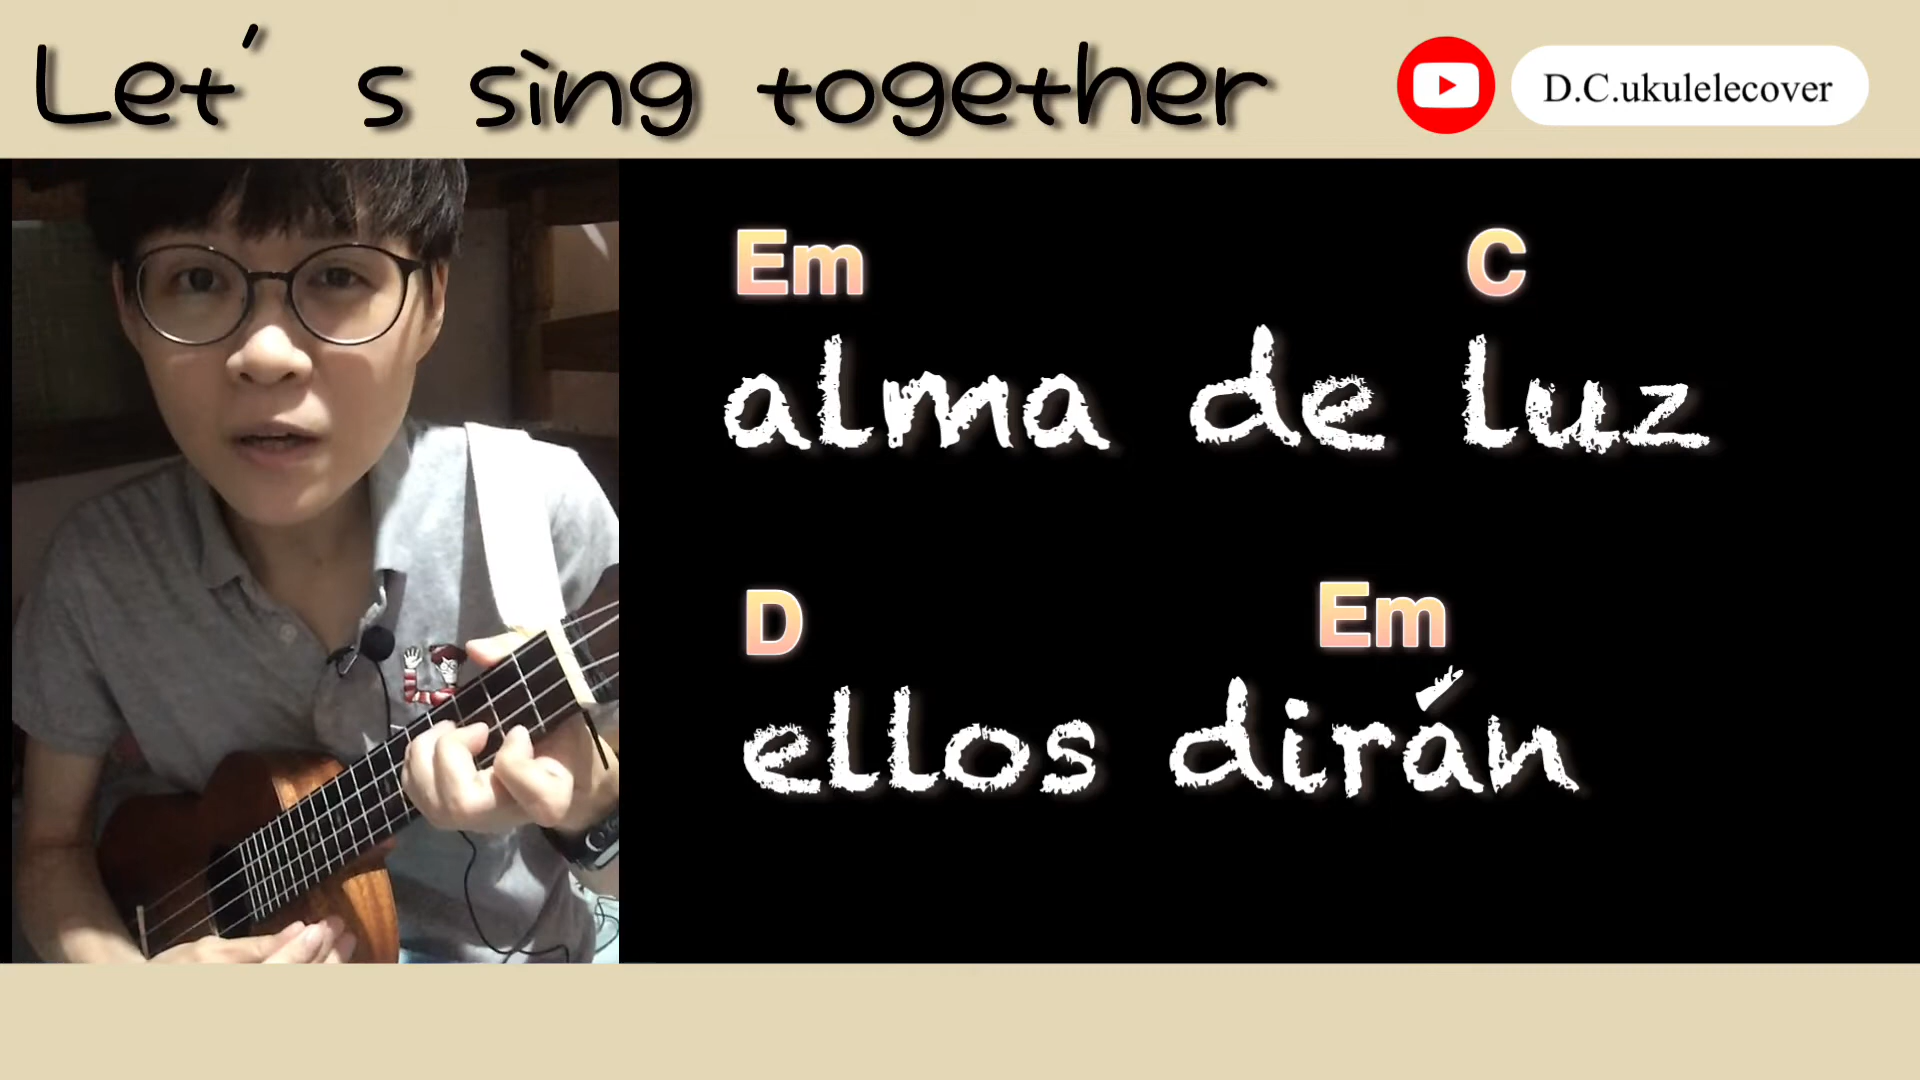 Let's sing together
D.C.ukulelecover
Em C
alma de luz
D Em
ellos dirán